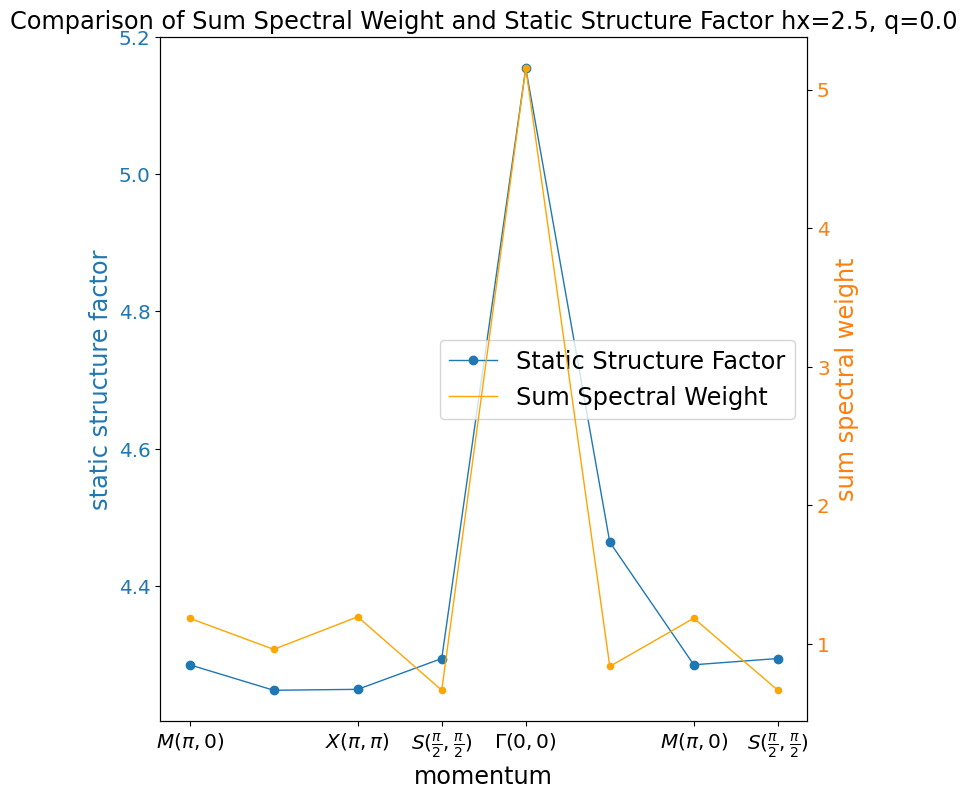 Comparison of Sum Spectral Weight and Static Structure Factor hx=2.5, q=0.0
5.2
5.0
4.8
4.6
4.4
static structure factor
5
4
3
2
1
sum spectral weight
Static Structure Factor
Sum Spectral Weight
M(π, 0)
X(π, π)
S(π/2, π/2)
Γ(0, 0)
M(π, 0)
S(π/2, π/2)
momentum